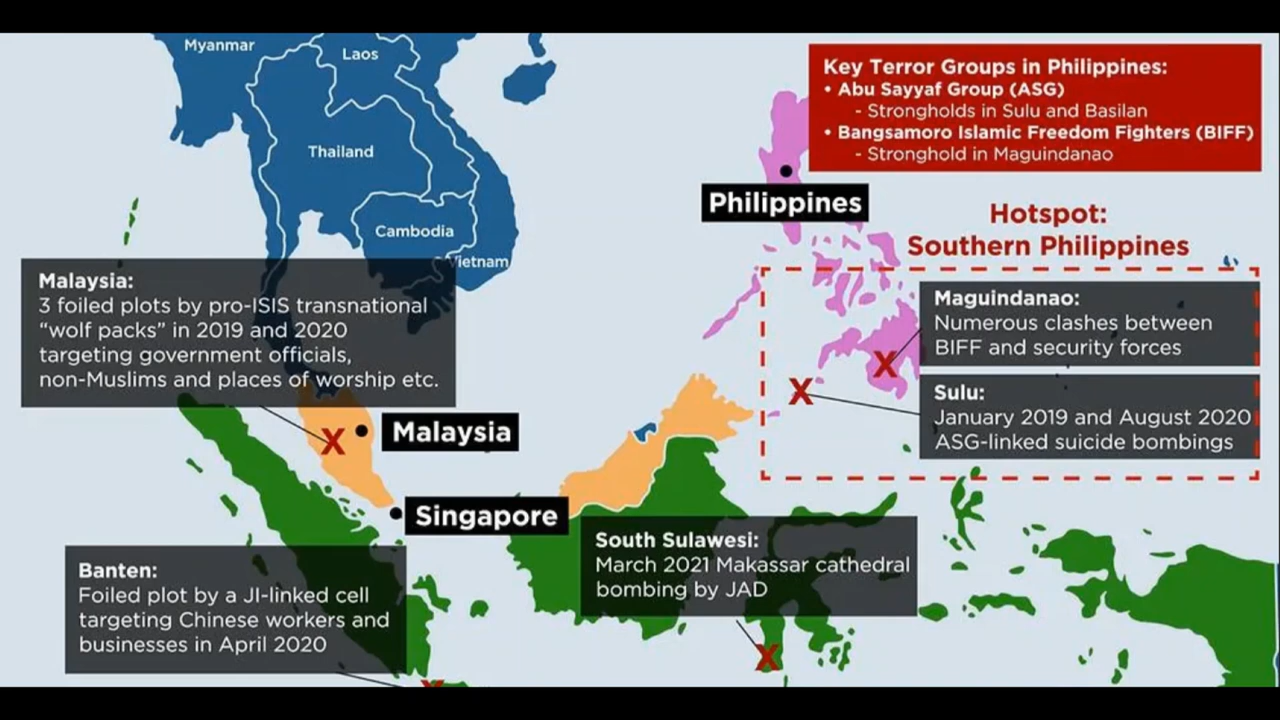 Myanmar
Laos
Thailand
Cambodia
Vietnam
Key Terror Groups in Philippines:
• Abu Sayyaf Group (ASG)
- Strongholds in Sulu and Basilan
• Bangsamoro Islamic Freedom Fighters (BIFF)
- Stronghold in Maguindanao
Philippines
Hotspot:
Southern Philippines
Malaysia:
3 foiled plots by pro-ISIS transnational
“wolf packs” in 2019 and 2020
targeting government officials,
non-Muslims and places of worship etc.
Maguindanao:
Numerous clashes between
BIFF and security forces
X
Sulu:
January 2019 and August 2020
ASG-linked suicide bombings
X
X
Malaysia
Singapore
South Sulawesi:
March 2021 Makassar cathedral
bombing by JAD
X
Banten:
Foiled plot by a JI-linked cell
targeting Chinese workers and
businesses in April 2020
X